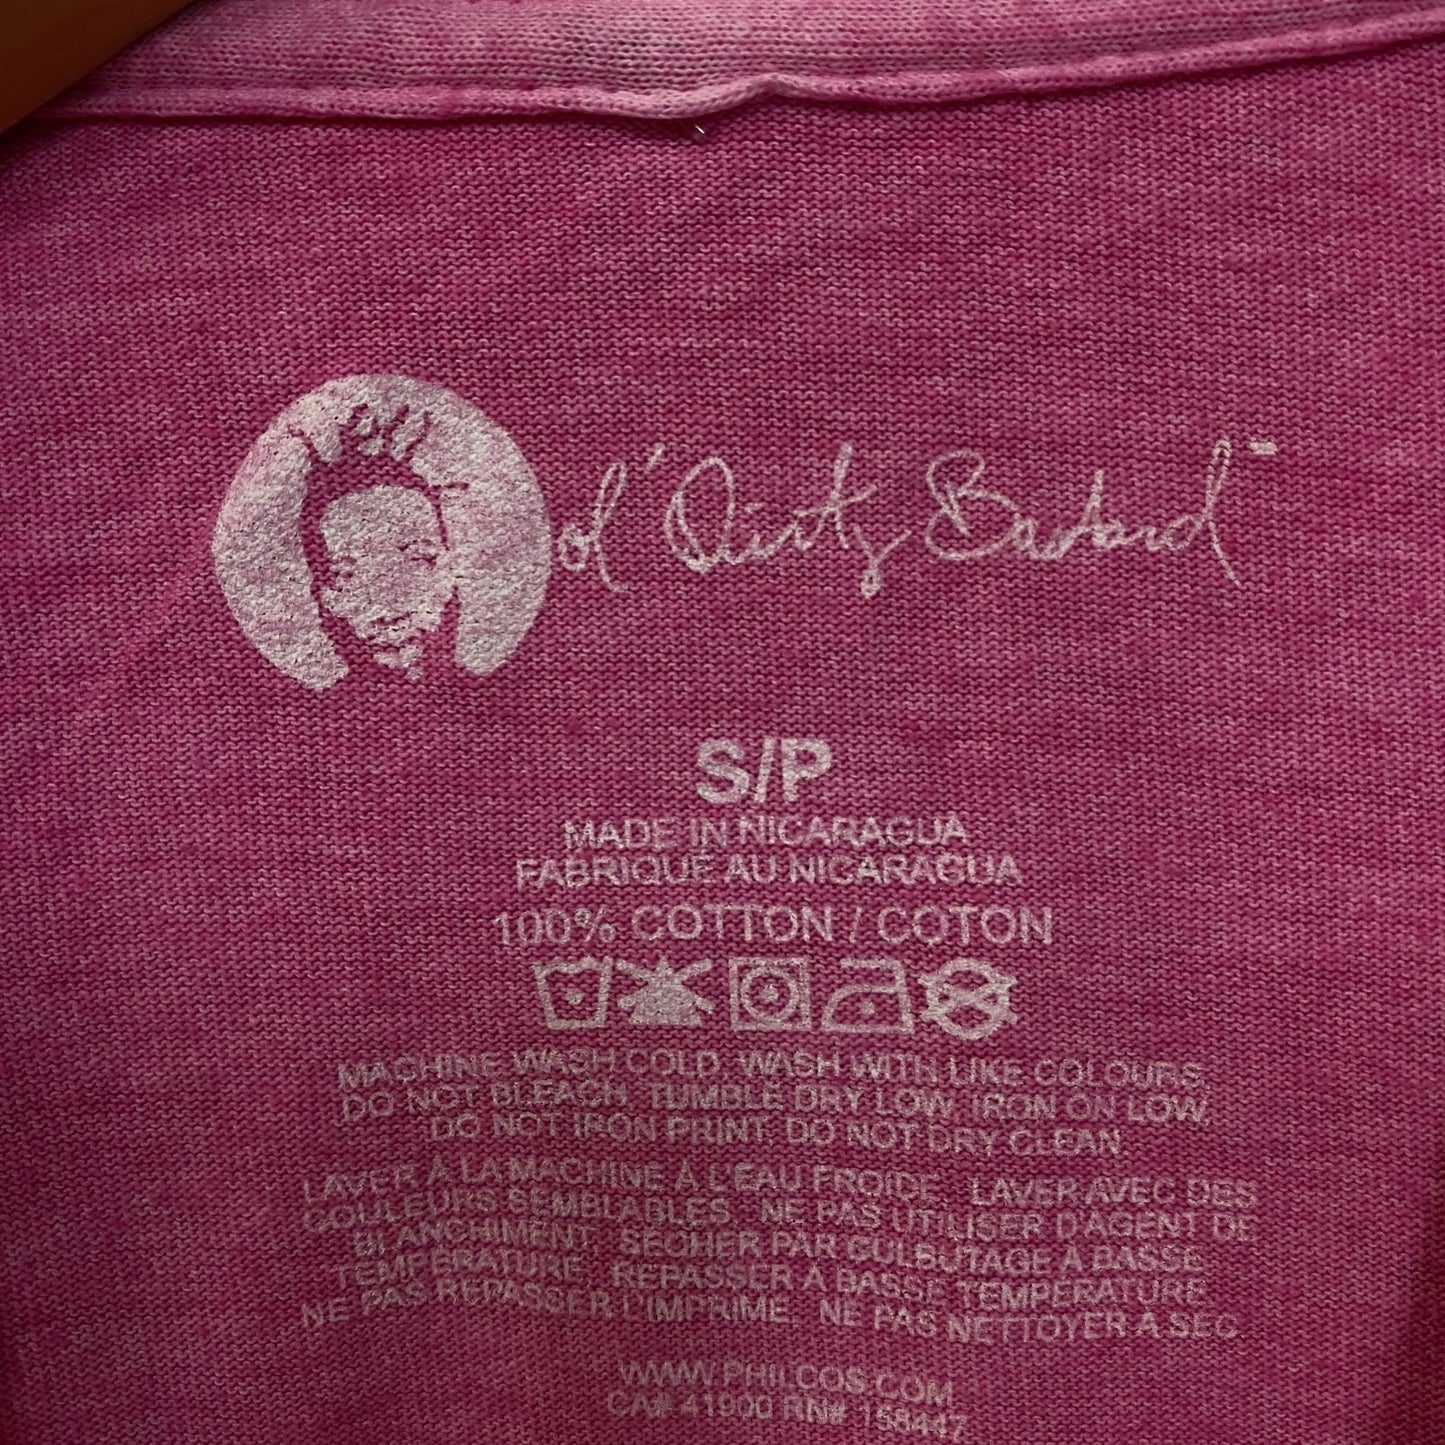 ol' Dirty Bastard
S/P
MADE IN NICARAGUA
FABRIQUÉ AU NICARAGUA
100% COTTON / COTON
MACHINE WASH COLD, WASH WITH LIKE COLOURS,
DO NOT BLEACH, TUMBLE DRY LOW, IRON ON LOW,
DO NOT IRON PRINT, DO NOT DRY CLEAN
LAVER À LA MACHINE À L'EAU FROIDE, LAVER AVEC DES
COULEURS SEMBLABLES, NE PAS UTILISER D'AGENT DE
BLANCHIMENT, SÉCHER PAR CULBUTAGE À BASSE
TEMPÉRATURE, REPASSER À BASSE TEMPÉRATURE
NE PAS REPASSER L'IMPRIME, NE PAS NETTOYER À SEC
WWW.PHILCOS.COM
CA# 41900 RN# 158447